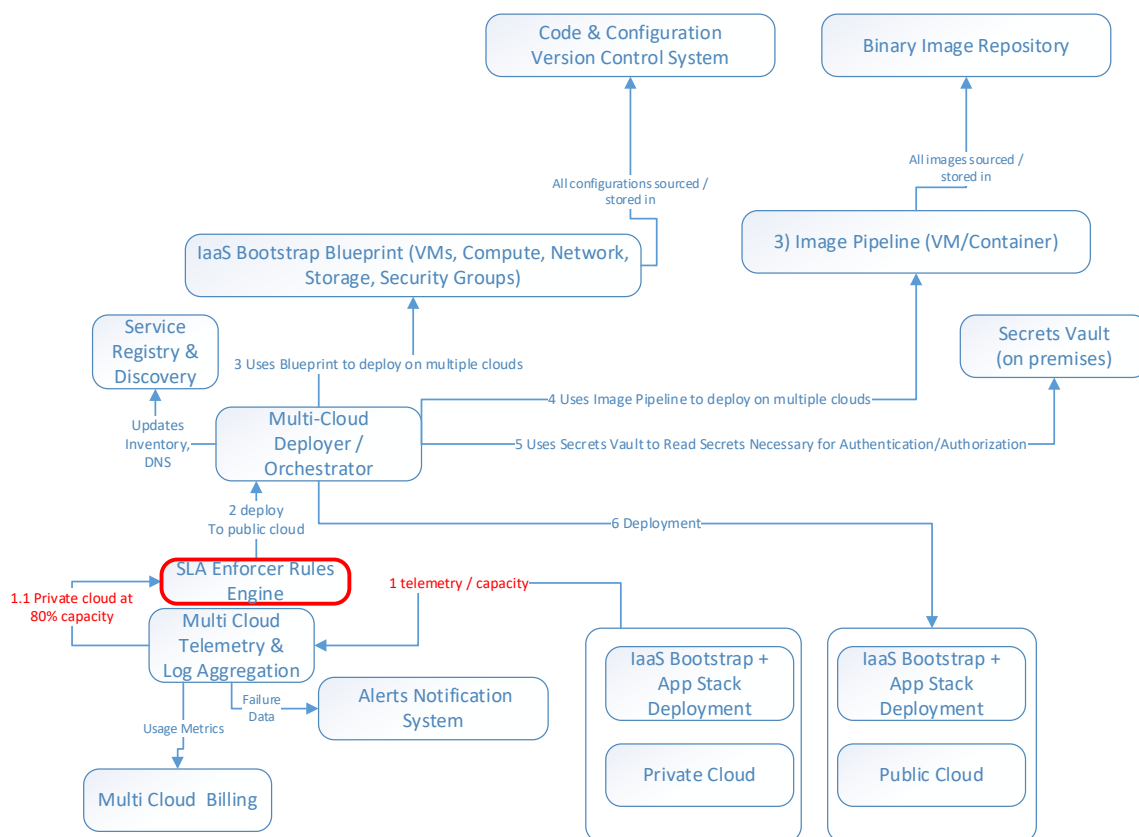 Code & Configuration
Version Control System
Binary Image Repository
All configurations sourced /
stored in
All images sourced /
stored in
IaaS Bootstrap Blueprint (VMs, Compute, Network,
Storage, Security Groups)
3) Image Pipeline (VM/Container)
Service
Registry &
Discovery
Secrets Vault
(on premises)
3 Uses Blueprint to deploy on multiple clouds
4 Uses Image Pipeline to deploy on multiple clouds
Updates
Inventory,
DNS
Multi-Cloud
Deployer /
Orchestrator
5 Uses Secrets Vault to Read Secrets Necessary for Authentication/Authorization
2 deploy
To public cloud
6 Deployment
SLA Enforcer Rules
Engine
1.1 Private cloud at
80% capacity
1 telemetry / capacity
Multi Cloud
Telemetry &
Log Aggregation
IaaS Bootstrap +
App Stack
Deployment
IaaS Bootstrap +
App Stack
Deployment
Failure
Data
Alerts Notification
System
Usage Metrics
Private Cloud
Public Cloud
Multi Cloud Billing